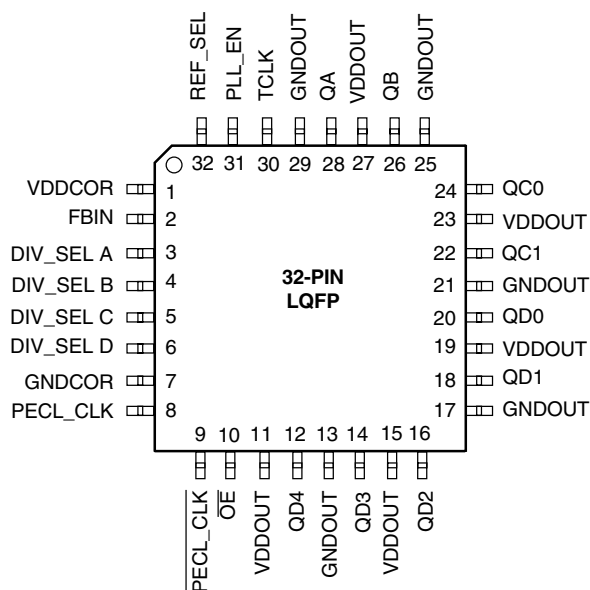 REF_SEL
PLL_EN
TCLK
GNDOUT
QA
VDDOUT
QB
GNDOUT
32 31 30 29 28 27 26 25
VDDCOR 1
FBIN 2
DIV_SEL A 3
DIV_SEL B 4
DIV_SEL C 5
DIV_SEL D 6
GNDCOR 7
PECL_CLK 8
32-PIN
LQFP
24 QC0
23 VDDOUT
22 QC1
21 GNDOUT
20 QD0
19 VDDOUT
18 QD1
17 GNDOUT
9 10 11 12 13 14 15 16
PECL_CLK
OE
VDDOUT
QD4
GNDOUT
QD3
VDDOUT
QD2